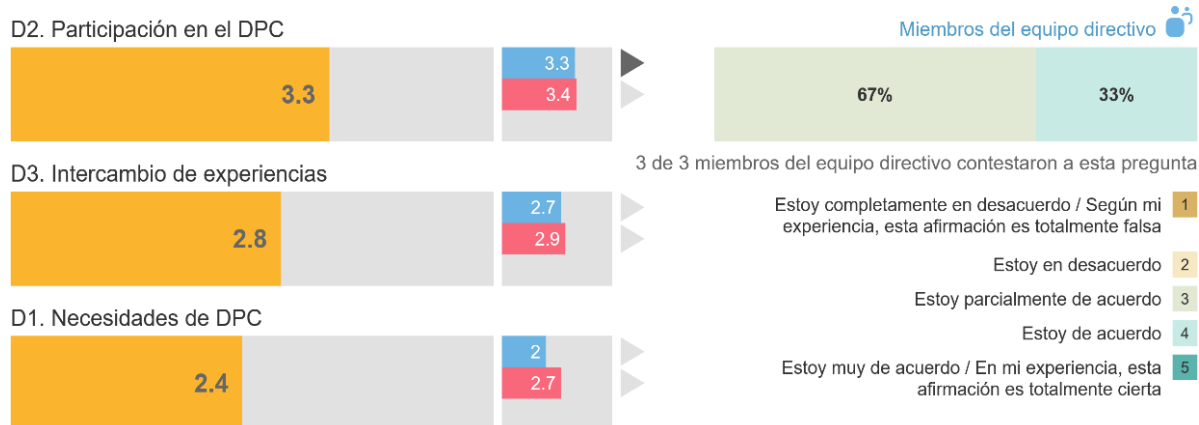 D2. Participación en el DPC
3.3
3.3
3.4
D3. Intercambio de experiencias
2.8
2.7
2.9
D1. Necesidades de DPC
2.4
2
2.7
Miembros del equipo directivo
67%
33%
3 de 3 miembros del equipo directivo contestaron a esta pregunta
Estoy completamente en desacuerdo / Según mi 1
experiencia, esta afirmación es totalmente falsa
Estoy en desacuerdo 2
Estoy parcialmente de acuerdo 3
Estoy de acuerdo 4
Estoy muy de acuerdo / En mi experiencia, esta 5
afirmación es totalmente cierta